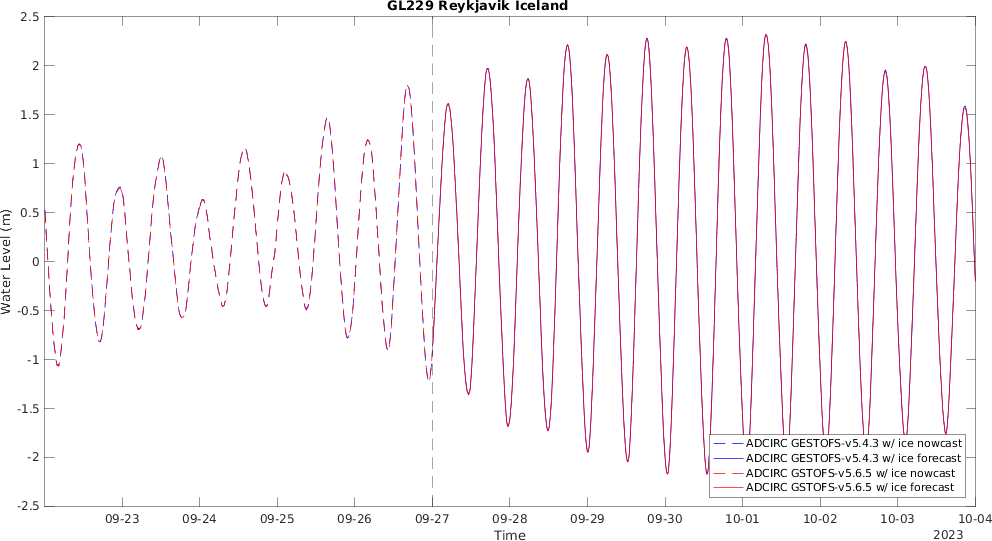 GL229 Reykjavik Iceland
2.5
2
1.5
1
0.5
0
-0.5
-1
-1.5
-2
-2.5
Water Level (m)
ADCIRC GESTOFS-v5.4.3 w/ ice nowcast
ADCIRC GESTOFS-v5.4.3 w/ ice forecast
ADCIRC GSTOFS-v5.6.5 w/ ice nowcast
ADCIRC GSTOFS-v5.6.5 w/ ice forecast
09-23 09-24 09-25 09-26 09-27 09-28 09-29 09-30 10-01 10-02 10-03 10-04
Time
2023